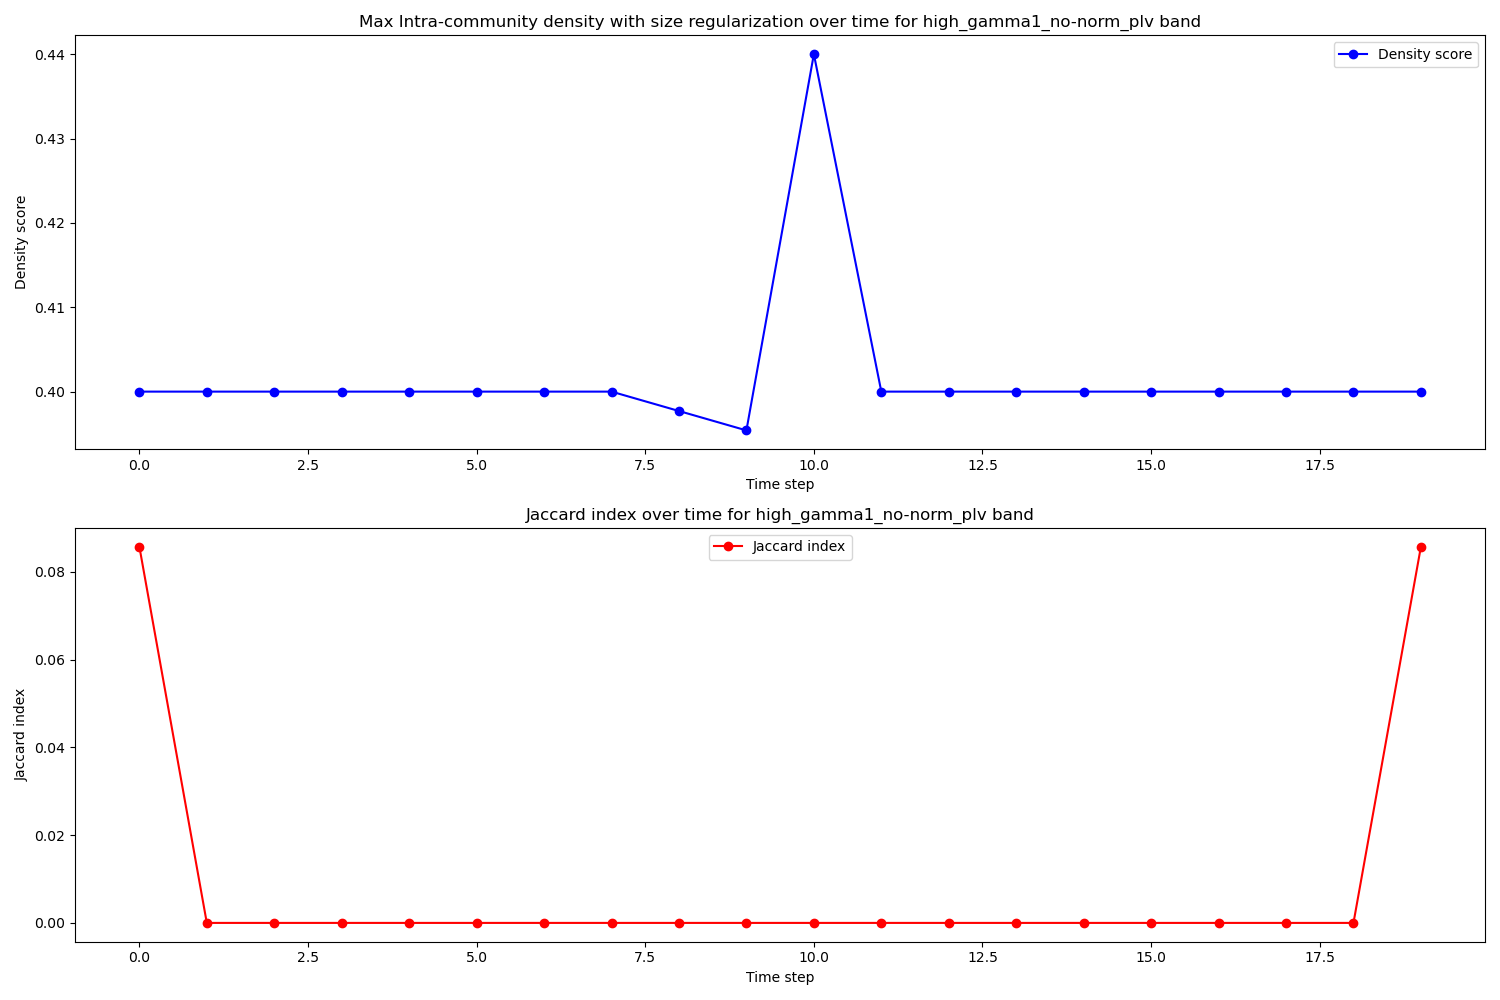 Max Intra-community density with size regularization over time for high_gamma1_no-norm_plv band
Density score
0.44
0.43
0.42
0.41
0.40
Density score
0.0 2.5 5.0 7.5 10.0 12.5 15.0 17.5
Time step
Jaccard index over time for high_gamma1_no-norm_plv band
Jaccard index
0.08
0.06
0.04
0.02
0.00
Jaccard index
0.0 2.5 5.0 7.5 10.0 12.5 15.0 17.5
Time step